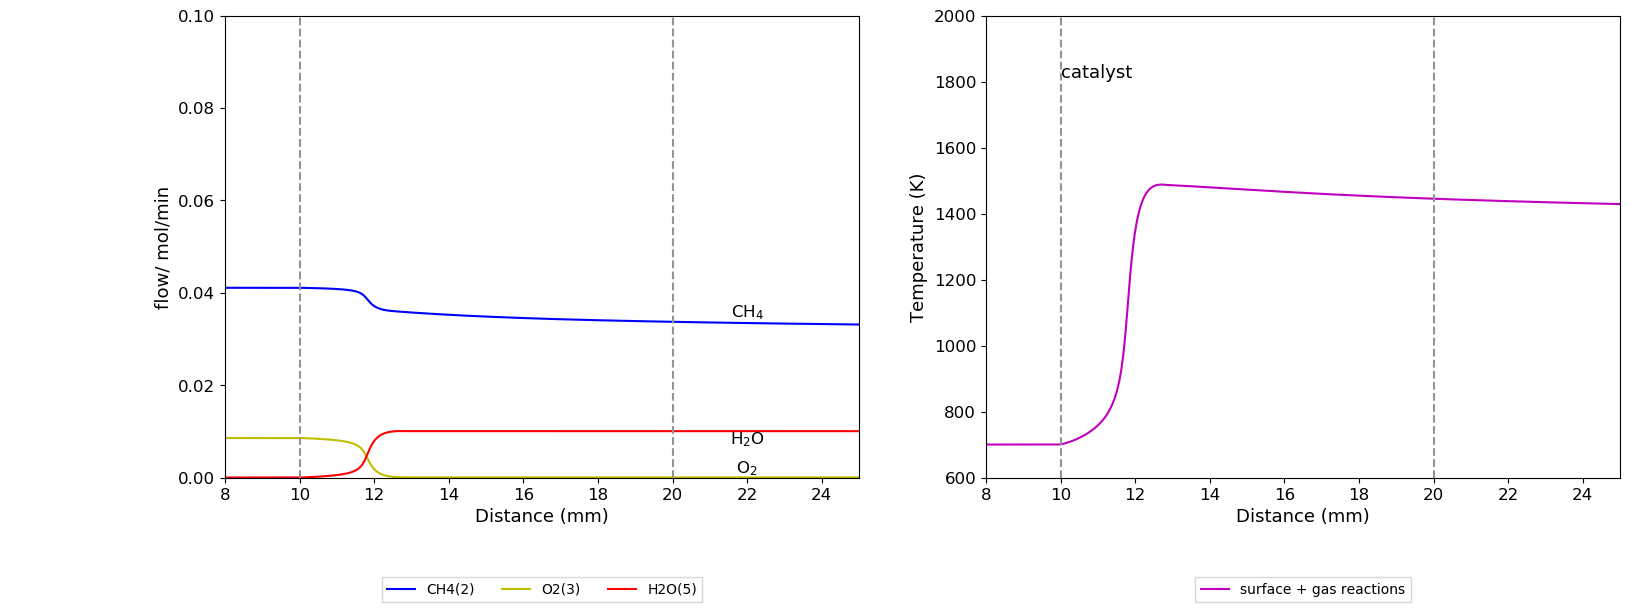 0.10
0.08
0.06
0.04
0.02
0.00
flow/ mol/min
CH₄
H₂O
O₂
8 10 12 14 16 18 20 22 24
Distance (mm)
CH4(2) O2(3) H2O(5)
2000
1800
1600
1400
1200
1000
800
600
Temperature (K)
catalyst
8 10 12 14 16 18 20 22 24
Distance (mm)
surface + gas reactions